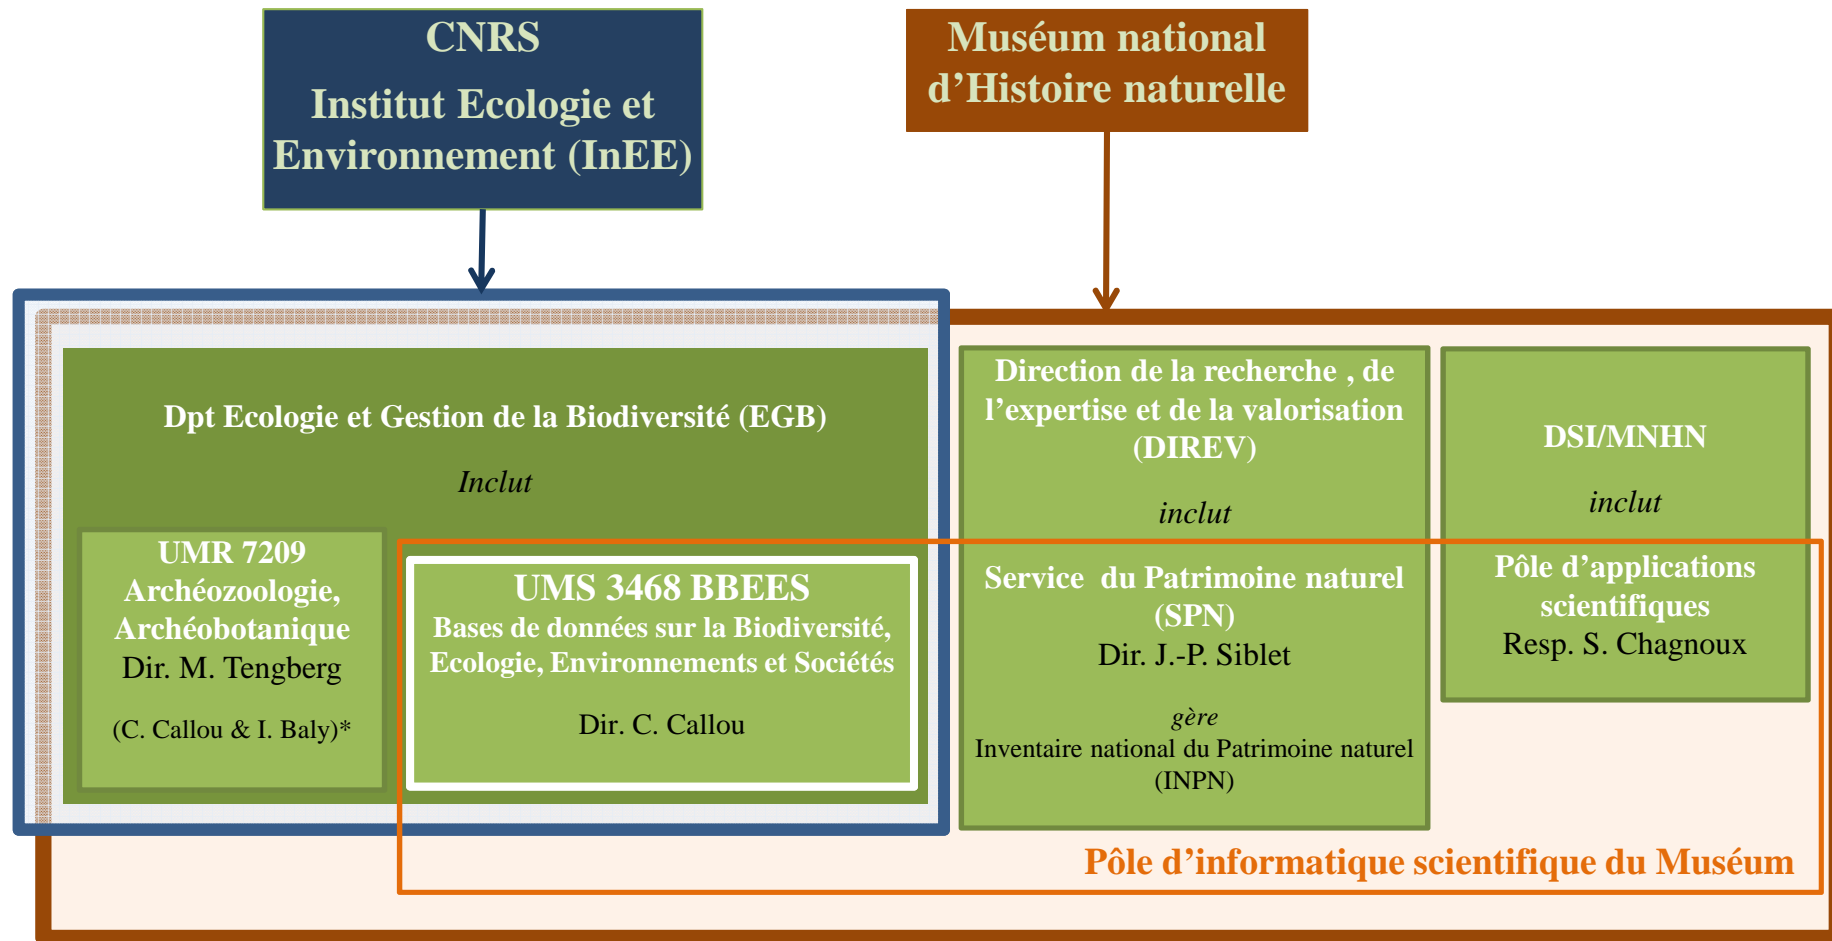 CNRS
Institut Ecologie et
Environnement (InEE)
Muséum national
d’Histoire naturelle
Dpt Ecologie et Gestion de la Biodiversité (EGB)
Inclut
UMR 7209
Archéozoologie,
Archéobotanique
Dir. M. Tengberg
(C. Callou & I. Baly)*
UMS 3468 BBEES
Bases de données sur la Biodiversité,
Ecologie, Environnements et Sociétés
Dir. C. Callou
Direction de la recherche , de
l’expertise et de la valorisation
(DIREV)
inclut
Service  du Patrimoine naturel
(SPN)
Dir. J.-P. Siblet
gère
Inventaire national du Patrimoine naturel
(INPN)
DSI/MNHN
inclut
Pôle d’applications
scientifiques
Resp. S. Chagnoux
Pôle d’informatique scientifique du Muséum